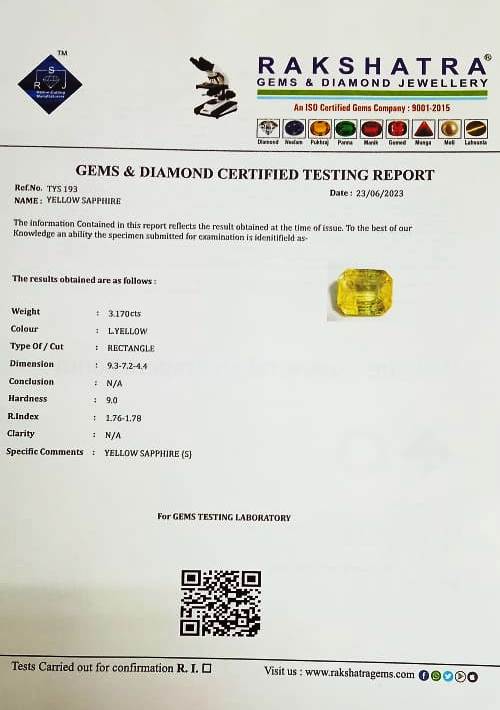 TM
S
R J
RAKSHATRA®
GEMS & DIAMOND JEWELLERY
An ISO Certified Gems Company : 9001-2015
Diamond Neelam Pukhraj Panna Manik Gomed Munga Moti Lahsunia
GEMS & DIAMOND CERTIFIED TESTING REPORT
Ref.No. TYS 193
Date : 23/06/2023
NAME : YELLOW SAPPHIRE
The information Contained in this report reflects the result obtained at the time of issue. To the best of our
Knowledge an ability the specimen submitted for examination is identifield as-
The results obtained are as follows :
Weight : 3.170cts
Colour : L.YELLOW
Type Of / Cut : RECTANGLE
Dimension : 9.3-7.2-4.4
Conclusion : N/A
Hardness : 9.0
R.Index : 1.76-1.78
Clarity : N/A
Specific Comments : YELLOW SAPPHIRE (S)
For GEMS TESTING LABORATORY
Tests Carried out for confirmation R. I. ☐
Visit us : www.rakshatragems.com